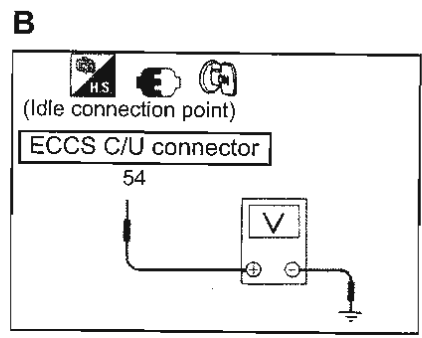 B
H.S.
(Idle connection point)
ECCS C/U connector
54
V